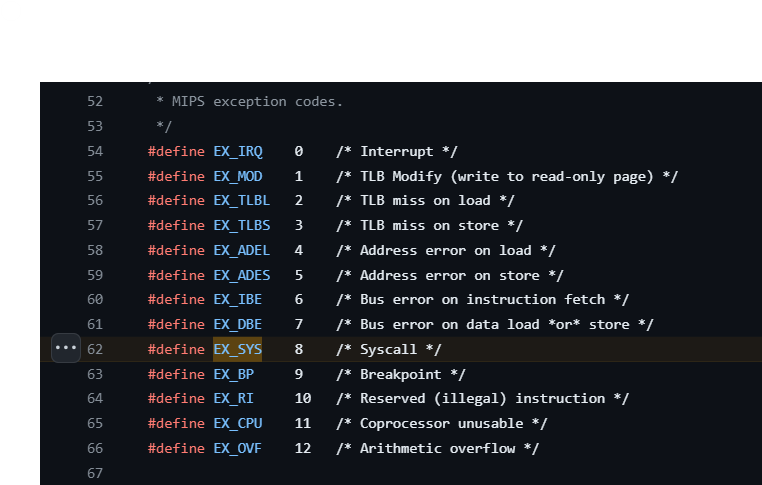 52 * MIPS exception codes.
53 */
54 #define EX_IRQ 0 /* Interrupt */
55 #define EX_MOD 1 /* TLB Modify (write to read-only page) */
56 #define EX_TLBL 2 /* TLB miss on load */
57 #define EX_TLBS 3 /* TLB miss on store */
58 #define EX_ADEL 4 /* Address error on load */
59 #define EX_ADES 5 /* Address error on store */
60 #define EX_IBE 6 /* Bus error on instruction fetch */
61 #define EX_DBE 7 /* Bus error on data load *or* store */
62 #define EX_SYS 8 /* Syscall */
63 #define EX_BP 9 /* Breakpoint */
64 #define EX_RI 10 /* Reserved (illegal) instruction */
65 #define EX_CPU 11 /* Coprocessor unusable */
66 #define EX_OVF 12 /* Arithmetic overflow */
67